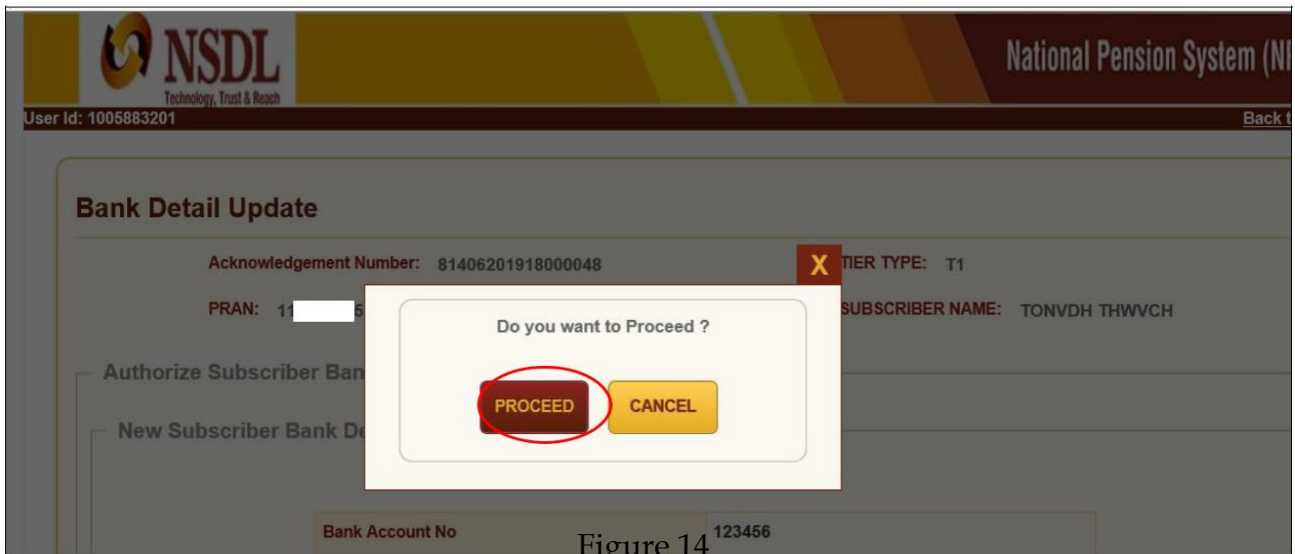 NSDL
Technology, Trust & Reach
National Pension System (N
User Id: 1005883201
Back t
Bank Detail Update
Acknowledgement Number: 81406201918000048
TIER TYPE: T1
X
PRAN: 11 5
SUBSCRIBER NAME: TONVDH THWVCH
Do you want to Proceed ?
Authorize Subscriber Ban
PROCEED CANCEL
New Subscriber Bank De
Bank Account No 123456
Figure 14